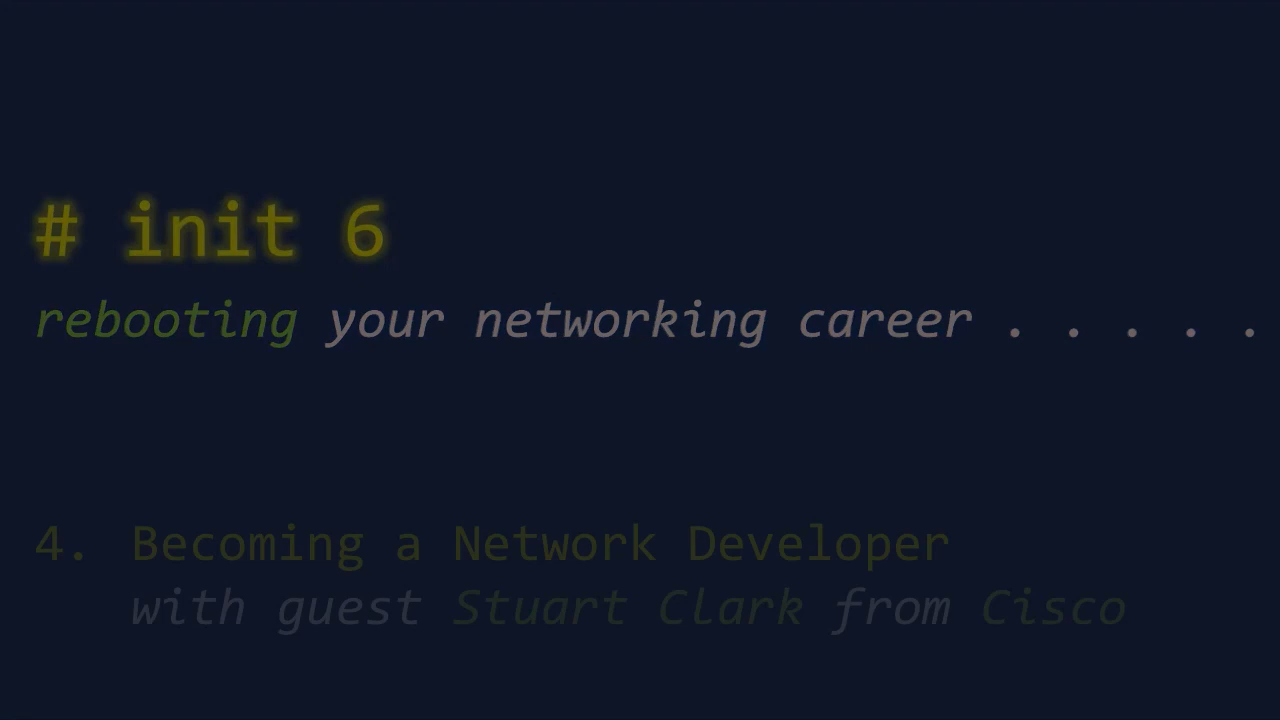 # init 6
rebooting your networking career . . . . .
4. Becoming a Network Developer
with guest Stuart Clark from Cisco